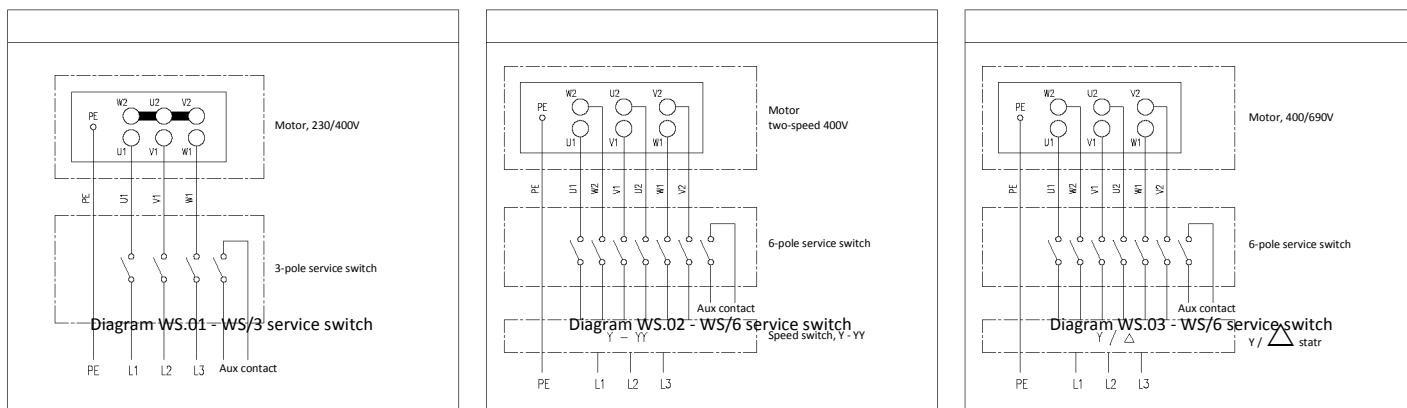 W2 U2 V2
PE
U1 V1 W1
Motor, 230/400V
PE U1 V1 W1
3-pole service switch
Diagram WS.01 - WS/3 service switch
PE L1 L2 L3 Aux contact
W2 U2 V2
PE
U1 V1 W1
Motor
two-speed 400V
PE U1 W2 V1 U2 W1 V2
6-pole service switch
Aux contact
Diagram WS.02 - WS/6 service switch
Y - YY
Speed switch, Y - YY
PE L1 L2 L3
W2 U2 V2
PE
U1 V1 W1
Motor, 400/690V
PE U1 W2 V1 U2 W1 V2
6-pole service switch
Aux contact
Diagram WS.03 - WS/6 service switch
Y / △
Y / △ statr
PE L1 L2 L3